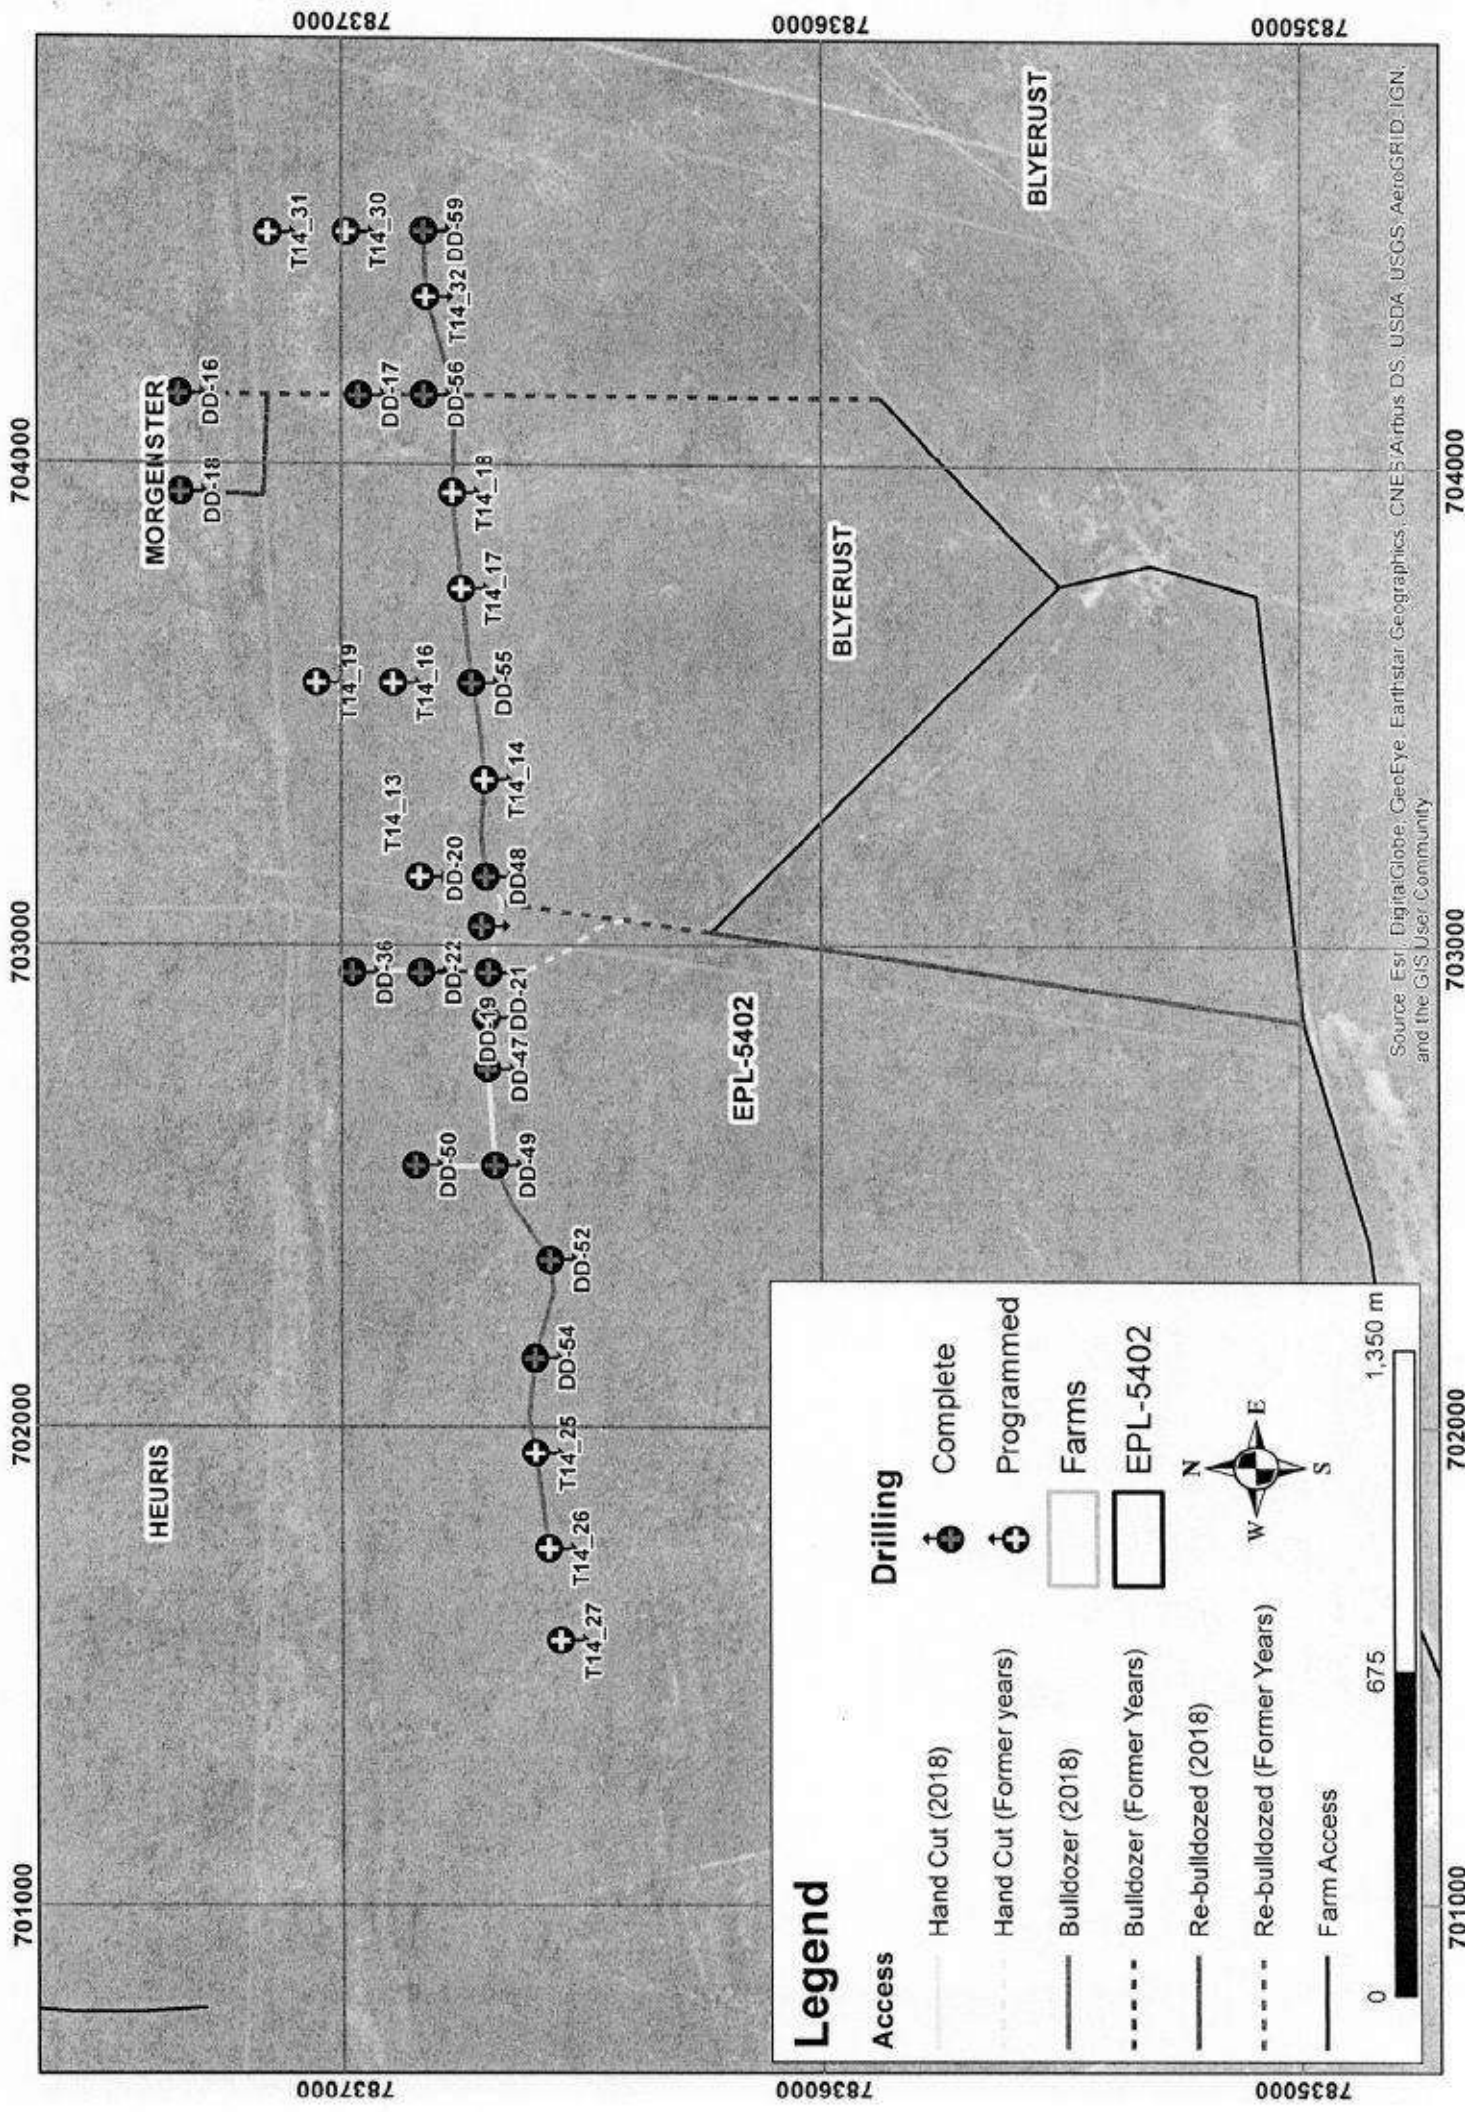 701000
702000
703000
704000
7837000
7836000
7835000
7837000
7836000
7835000
701000
702000
703000
704000
HEURIS
MORGENSTER
BLYERUST
BLYERUST
EPL-5402
DD-18
DD-16
T14_31
T14_30
DD-59
T14_32
DD-17
DD-56
T14_18
T14_17
T14_19
T14_16
DD-55
T14_13
T14_14
DD-20
DD48
DD-36
DD-22
DD-21
DD-19
DD-47
DD-50
DD-49
DD-52
DD-54
T14_25
T14_26
T14_27
Legend
Access
Hand Cut (2018)
Hand Cut (Former years)
Bulldozer (2018)
Bulldozer (Former Years)
Re-bulldozed (2018)
Re-bulldozed (Former Years)
Farm Access
Drilling
Complete
Programmed
Farms
EPL-5402
N
W
E
S
0 675 1,350 m
Source: Esri, DigitalGlobe, GeoEye, Earthstar Geographics, CNES/Airbus DS, USDA, USGS, AeroGRID, IGN,
and the GIS User Community